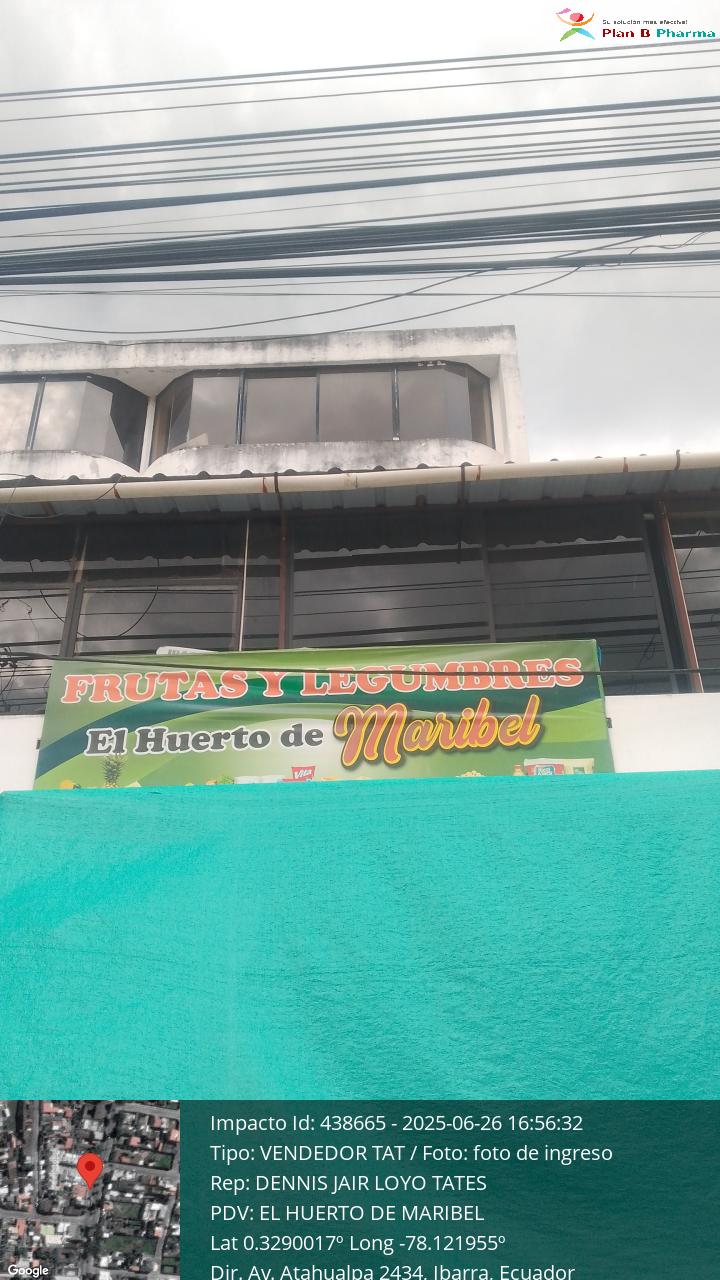 Su solución más efectiva!
Plan B Pharma
FRUTAS Y LEGUMBRES
El Huerto de Maribel
Vita
Impacto Id: 438665 - 2025-06-26 16:56:32
Tipo: VENDEDOR TAT / Foto: foto de ingreso
Rep: DENNIS JAIR LOYO TATES
PDV: EL HUERTO DE MARIBEL
Lat 0.3290017º Long -78.121955º
Dir. Av. Atahualpa 2434, Ibarra, Ecuador
Google